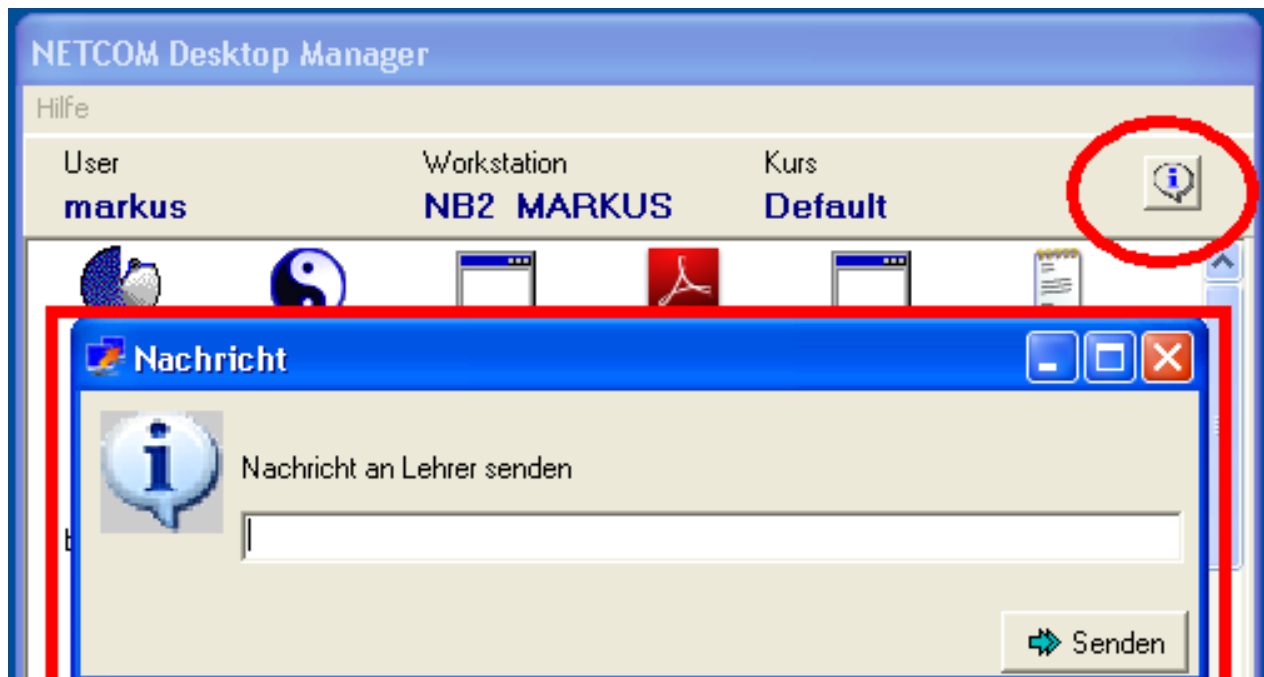 NETCOM Desktop Manager
Hilfe
User Workstation Kurs
markus NB2 MARKUS Default
Nachricht
Nachricht an Lehrer senden
Senden